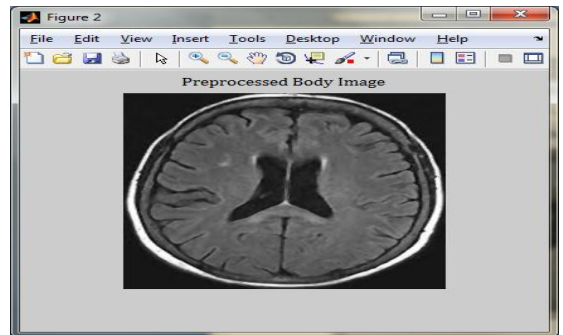 Figure 2
File Edit View Insert Tools Desktop Window Help
Preprocessed Body Image